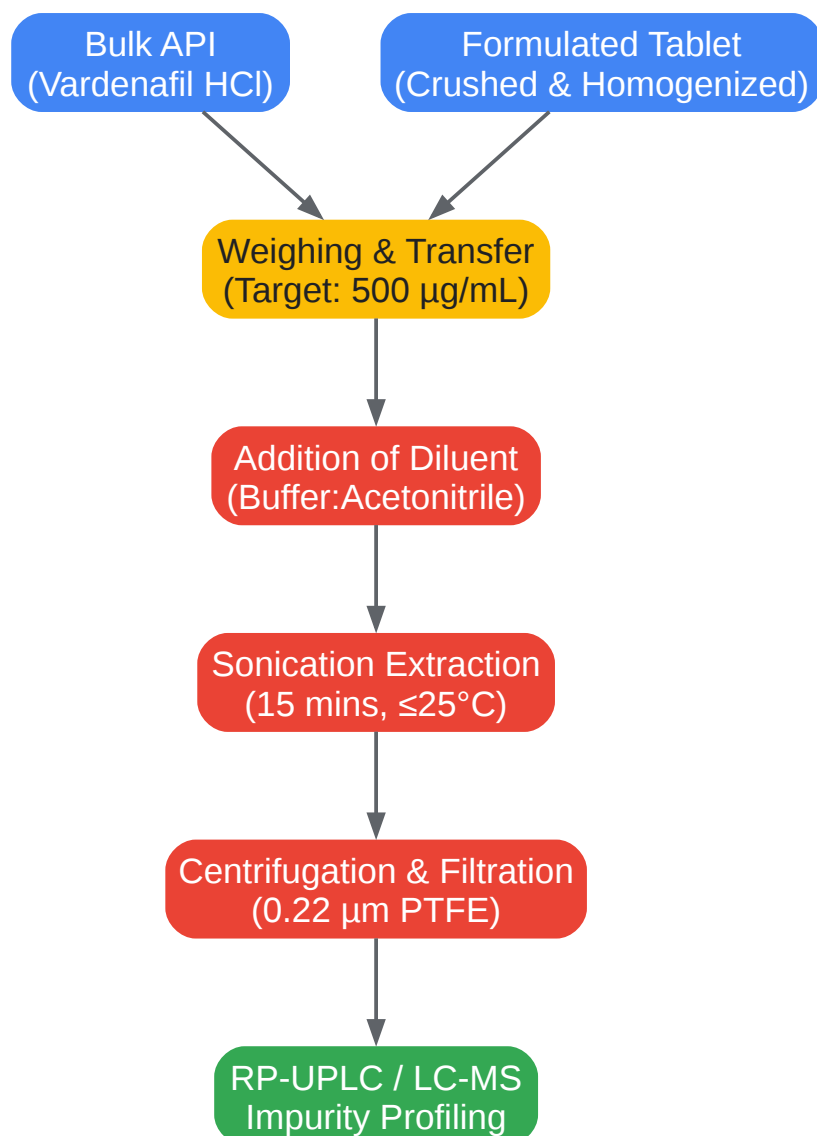 Bulk API
(Vardenafil HCl)
Formulated Tablet
(Crushed & Homogenized)
Weighing & Transfer
(Target: 500 µg/mL)
Addition of Diluent
(Buffer:Acetonitrile)
Sonication Extraction
(15 mins, ≤25°C)
Centrifugation & Filtration
(0.22 µm PTFE)
RP-UPLC / LC-MS
Impurity Profiling